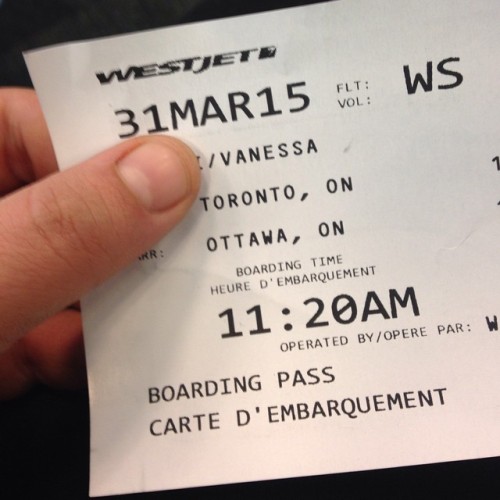 WESTJET
31MAR15 FLT: VOL: WS
/VANESSA
TORONTO, ON
OTTAWA, ON
BOARDING TIME
HEURE D'EMBARQUEMENT
11:20AM
OPERATED BY/OPERE PAR: W
BOARDING PASS
CARTE D'EMBARQUEMENT